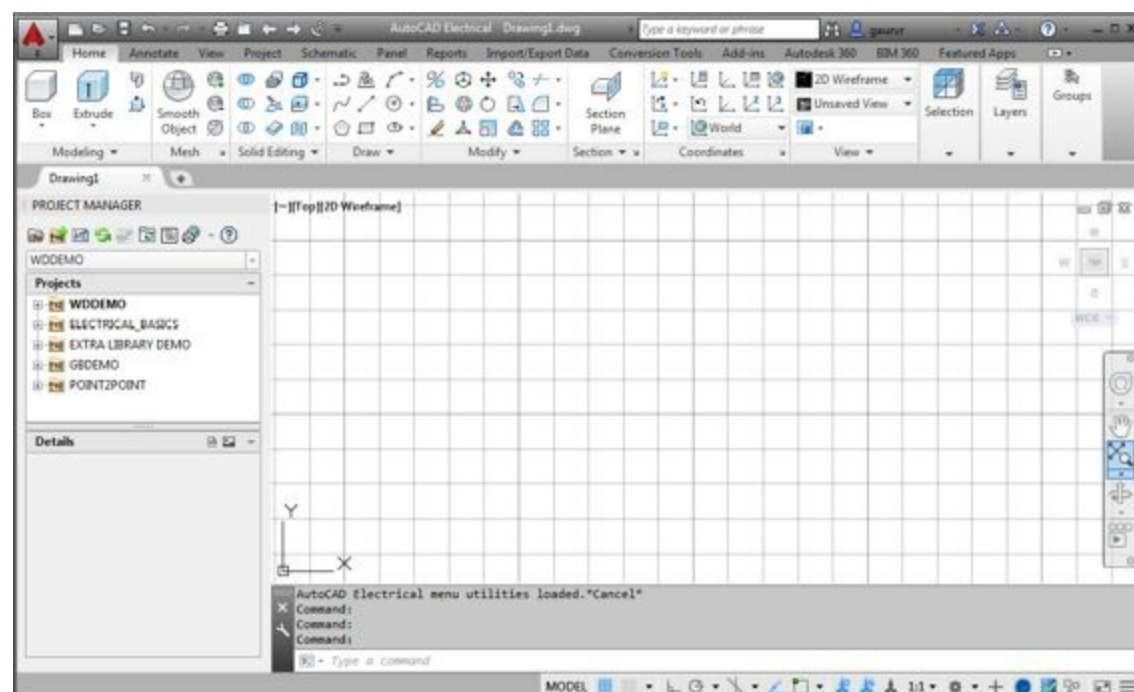 AutoCAD Electrical Drawing1.dwg Type a keyword or phrase gaurvr
Home Annotate View Project Schematic Panel Reports Import/Export Data Conversion Tools Add-ins Autodesk 360 BIM 360 Featured Apps
Box Extrude Smooth Object Section Plane World 2D Wireframe Unsaved View Selection Layers Groups
Modeling Mesh Solid Editing Draw Modify Section Coordinates View
Drawing1
PROJECT MANAGER
[−][Top][2D Wireframe]
WDDEMO
Projects
WDDEMO
ELECTRICAL_BASICS
EXTRA LIBRARY DEMO
GBDEMO
POINT2POINT
Details
W TOP E
S
WCS
Y
X
AutoCAD Electrical menu utilities loaded.*Cancel*
Command:
Command:
Command:
Type a command
MODEL 1:1